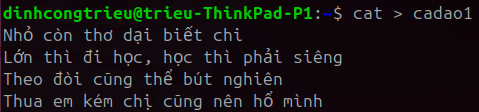 dinhcongtrieu@trieu-ThinkPad-P1:~$ cat > cadao1
Nhỏ còn thơ dại biết chi
Lớn thì đi học, học thì phải siêng
Theo đòi cũng thể bút nghiên
Thua em kém chị cũng nên hổ mình